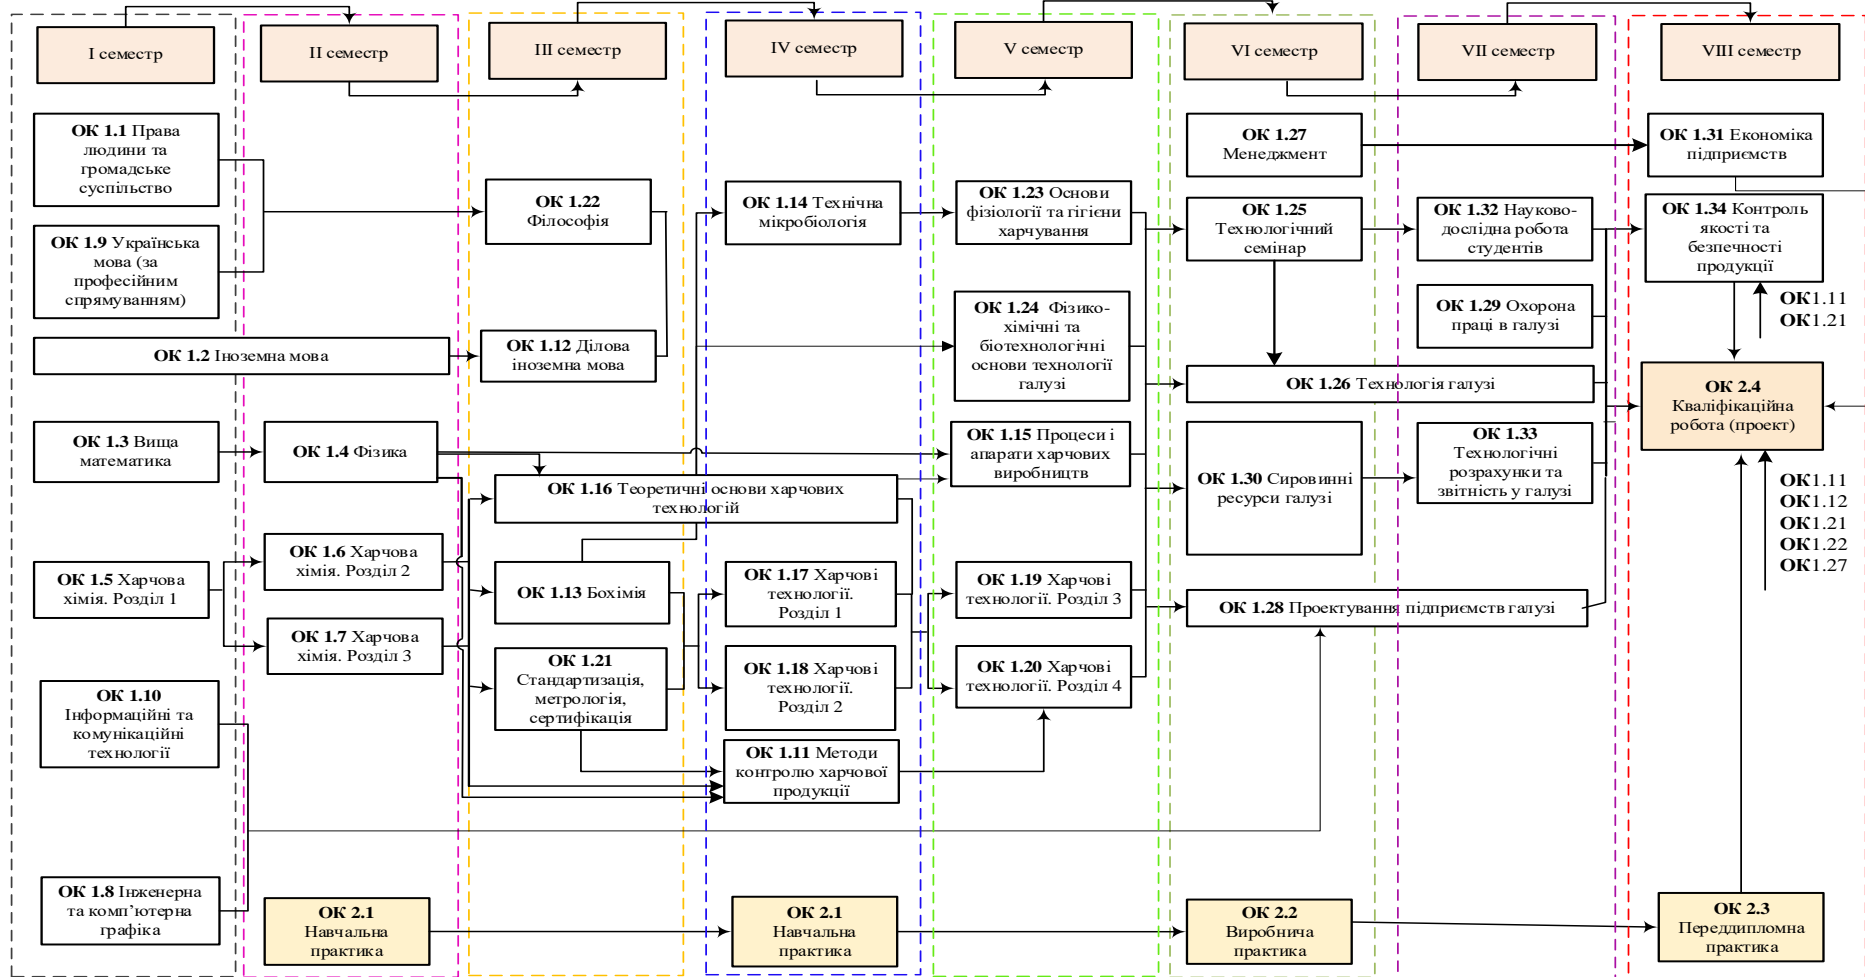 I семестр
II семестр
III семестр
IV семестр
V семестр
VI семестр
VII семестр
VIII семестр
ОК 1.1 Права
людини та
громадське
суспільство
ОК 1.9 Українська
мова (за
професійним
спрямуванням)
ОК 1.2 Іноземна мова
ОК 1.3 Вища
математика
ОК 1.5 Харчова
хімія. Розділ 1
ОК 1.10
Інформаційні та
комунікаційні
технології
ОК 1.8 Інженерна
та комп’ютерна
графіка
ОК 1.4 Фізика
ОК 1.6 Харчова
хімія. Розділ 2
ОК 1.7 Харчова
хімія. Розділ 3
ОК 2.1
Навчальна
практика
ОК 1.22
Філософія
ОК 1.12 Ділова
іноземна мова
ОК 1.16 Теоретичні основи харчових
технологій
ОК 1.13 Бохімія
ОК 1.21
Стандартизація,
метрологія,
сертифікація
ОК 1.14 Технічна
мікробіологія
ОК 1.17 Харчові
технології.
Розділ 1
ОК 1.18 Харчові
технології.
Розділ 2
ОК 1.11 Методи
контролю харчової
продукції
ОК 2.1
Навчальна
практика
ОК 1.23 Основи
фізіології та гігієни
харчування
ОК 1.24 Фізико-
хімічні та
біотехнологічні
основи технології
галузі
ОК 1.15 Процеси і
апарати харчових
виробництв
ОК 1.19 Харчові
технології. Розділ 3
ОК 1.20 Харчові
технології. Розділ 4
ОК 1.27
Менеджмент
ОК 1.25
Технологічний
семінар
ОК 1.26 Технологія галузі
ОК 1.30 Сировинні
ресурси галузі
ОК 1.28 Проектування підприємств галузі
ОК 2.2
Виробнича
практика
ОК 1.32 Науково-
дослідна робота
студентів
ОК 1.29 Охорона
праці в галузі
ОК 1.33
Технологічні
розрахунки та
звітність у галузі
ОК 1.31 Економіка
підприємств
ОК 1.34 Контроль
якості та
безпечності
продукції
ОК1.11
ОК1.21
ОК 2.4
Кваліфікаційна
робота (проект)
ОК1.11
ОК1.12
ОК1.21
ОК1.22
ОК1.27
ОК 2.3
Переддипломна
практика